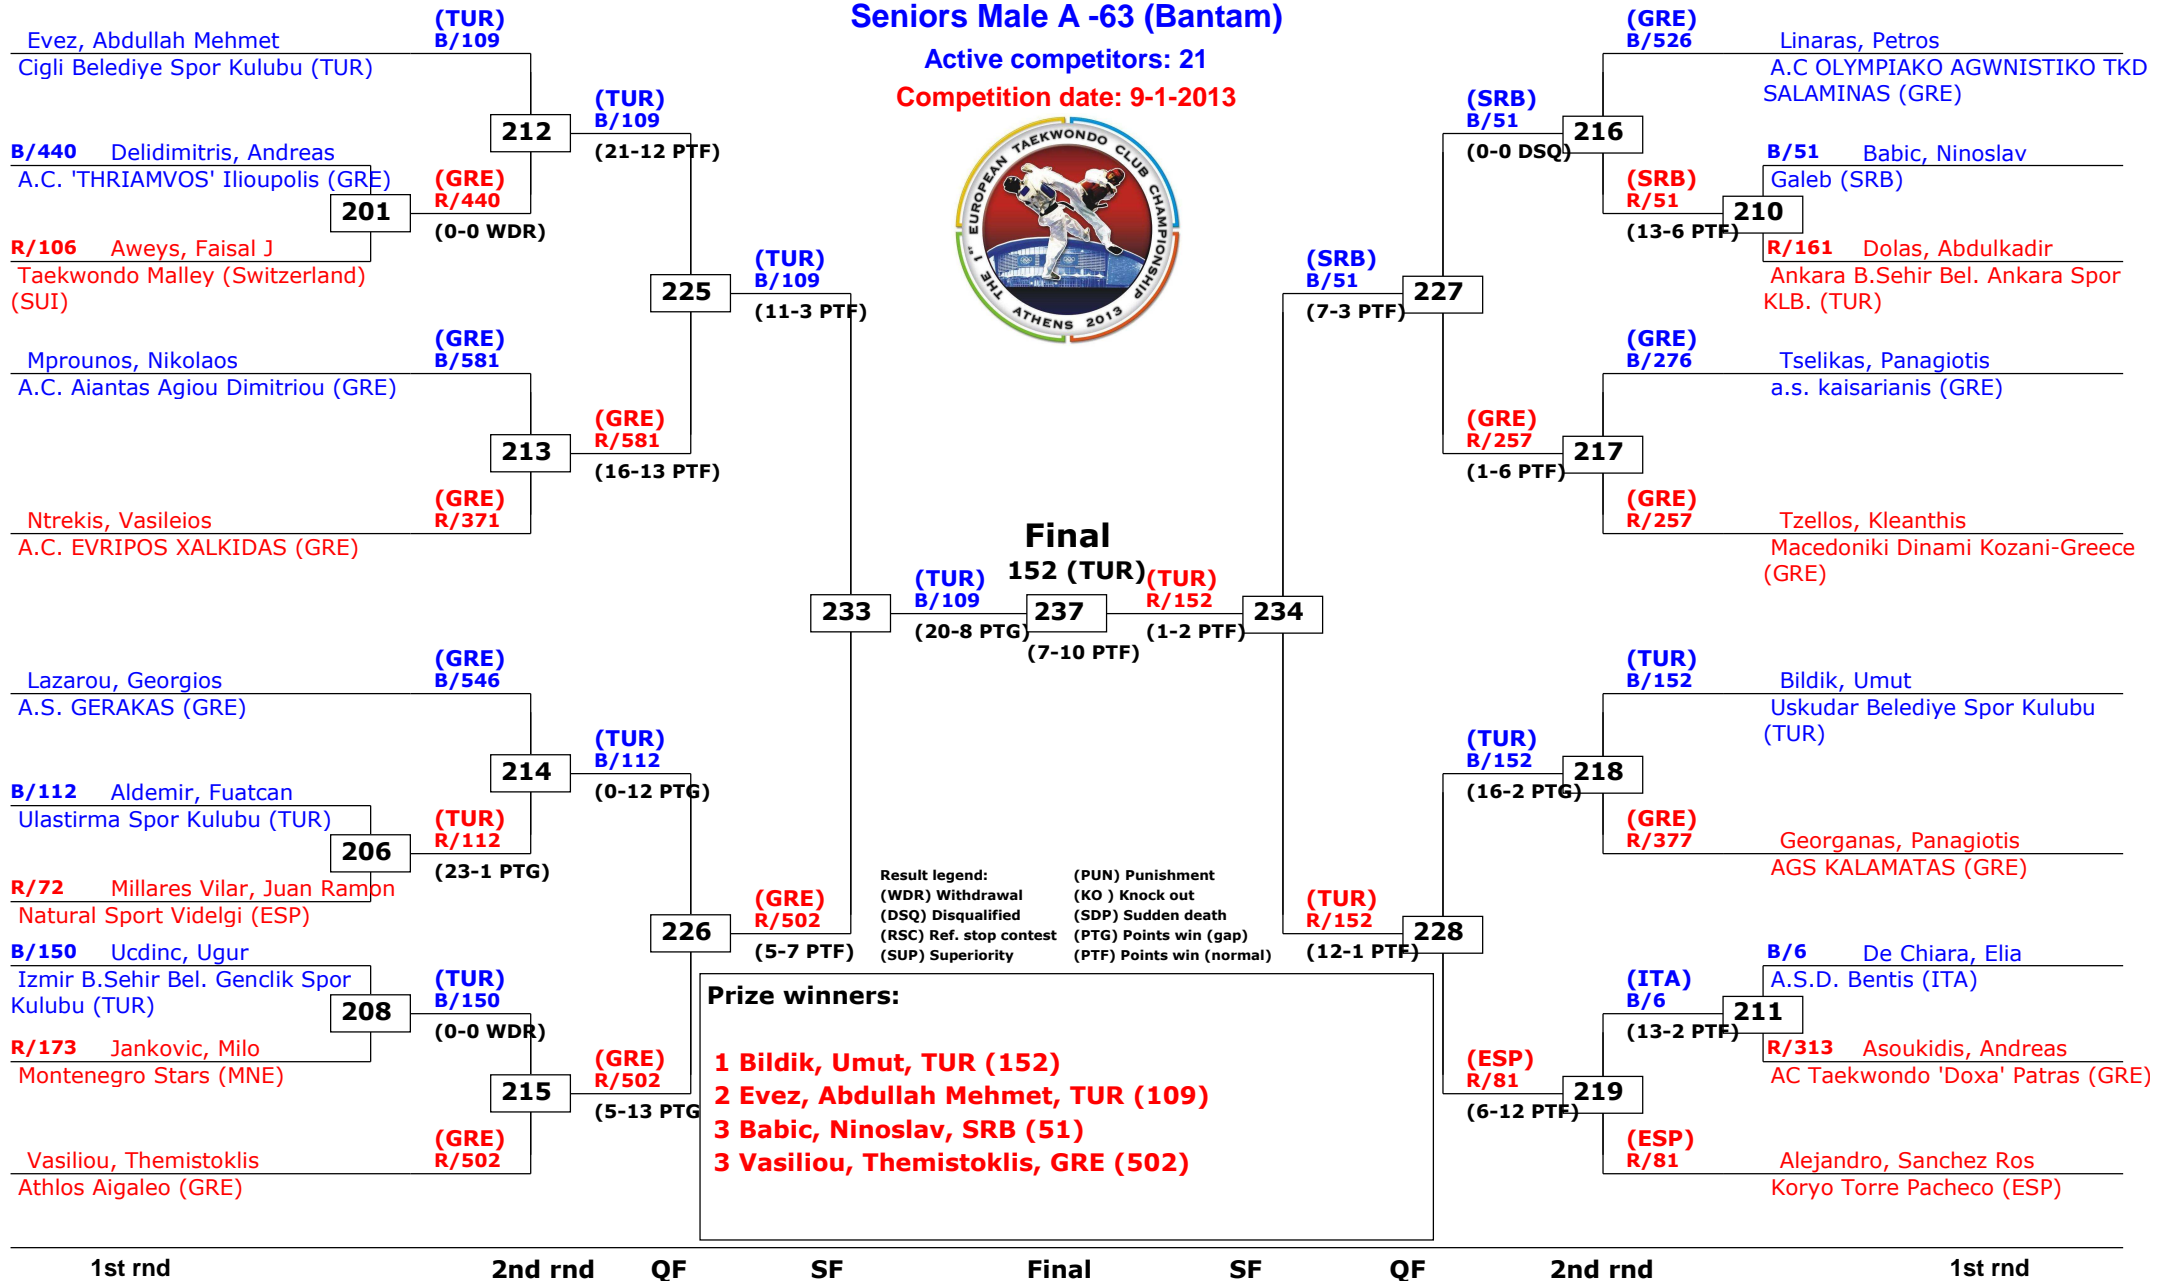 Seniors Male A -63 (Bantam)
Active competitors: 21
Competition date: 9-1-2013
THE 1st EUROPEAN TAEKWONDO CLUB CHAMPIONSHIP
ATHENS 2013
(TUR)
Evez, Abdullah Mehmet B/109
Cigli Belediye Spor Kulubu (TUR)
212
(TUR)
B/109
(21-12 PTF)
B/440 Delidimitris, Andreas
A.C. 'THRIAMVOS' Ilioupolis (GRE)
201
(GRE)
R/440
(0-0 WDR)
R/106 Aweys, Faisal J
Taekwondo Malley (Switzerland)
(SUI)
225
(TUR)
B/109
(11-3 PTF)
(GRE)
Mprounos, Nikolaos B/581
A.C. Aiantas Agiou Dimitriou (GRE)
213
(GRE)
R/581
(16-13 PTF)
(GRE)
Ntrekis, Vasileios R/371
A.C. EVRIPOS XALKIDAS (GRE)
233
(TUR)
B/109
(20-8 PTG)
(GRE)
Lazarou, Georgios B/546
A.S. GERAKAS (GRE)
214
(TUR)
B/112
(0-12 PTG)
B/112 Aldemir, Fuatcan
Ulastirma Spor Kulubu (TUR)
206
(TUR)
R/112
(23-1 PTG)
R/72 Millares Vilar, Juan Ramon
Natural Sport Videlgi (ESP)
226
(GRE)
R/502
(5-7 PTF)
B/150 Ucdinc, Ugur
Izmir B.Sehir Bel. Genclik Spor
Kulubu (TUR)
208
(TUR)
B/150
(0-0 WDR)
R/173 Jankovic, Milo
Montenegro Stars (MNE)
215
(GRE)
R/502
(5-13 PTG
(GRE)
Vasiliou, Themistoklis R/502
Athlos Aigaleo (GRE)
Final
152 (TUR)
237
(7-10 PTF)
(TUR)
R/152
(1-2 PTF)
234
(GRE)
B/526 Linaras, Petros
A.C OLYMPIAKO AGWNISTIKO TKD
SALAMINAS (GRE)
(SRB)
B/51
(0-0 DSQ)
216
B/51 Babic, Ninoslav
Galeb (SRB)
(SRB)
R/51
(13-6 PTF)
210
R/161 Dolas, Abdulkadir
Ankara B.Sehir Bel. Ankara Spor
KLB. (TUR)
(SRB)
B/51
(7-3 PTF)
227
(GRE)
B/276 Tselikas, Panagiotis
a.s. kaisarianis (GRE)
(GRE)
R/257
(1-6 PTF)
217
(GRE)
R/257 Tzellos, Kleanthis
Macedoniki Dinami Kozani-Greece
(GRE)
(TUR)
B/152 Bildik, Umut
Uskudar Belediye Spor Kulubu
(TUR)
(TUR)
B/152
(16-2 PTG)
218
(GRE)
R/377 Georganas, Panagiotis
AGS KALAMATAS (GRE)
(TUR)
R/152
(12-1 PTF)
228
B/6 De Chiara, Elia
A.S.D. Bentis (ITA)
(ITA)
B/6
(13-2 PTF)
211
R/313 Asoukidis, Andreas
AC Taekwondo 'Doxa' Patras (GRE)
(ESP)
R/81
(6-12 PTF)
219
(ESP)
R/81 Alejandro, Sanchez Ros
Koryo Torre Pacheco (ESP)
Result legend: (PUN) Punishment
(WDR) Withdrawal (KO ) Knock out
(DSQ) Disqualified (SDP) Sudden death
(RSC) Ref. stop contest (PTG) Points win (gap)
(SUP) Superiority (PTF) Points win (normal)
Prize winners:
1 Bildik, Umut, TUR (152)
2 Evez, Abdullah Mehmet, TUR (109)
3 Babic, Ninoslav, SRB (51)
3 Vasiliou, Themistoklis, GRE (502)
1st rnd 2nd rnd QF SF Final SF QF 2nd rnd 1st rnd